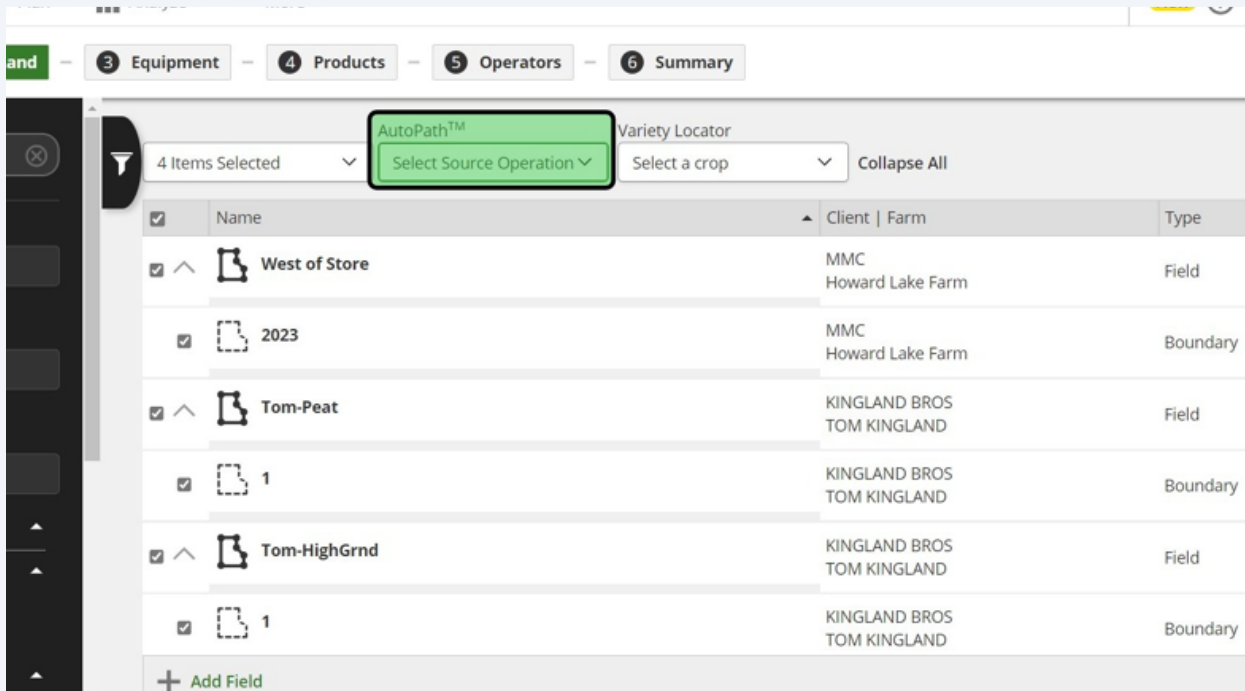 Analyze
and
3 Equipment
4 Products
5 Operators
6 Summary
AutoPath™
Variety Locator
4 Items Selected
Select Source Operation
Select a crop
Collapse All
Name
Client | Farm
Type
West of Store
MMC
Howard Lake Farm
Field
2023
MMC
Howard Lake Farm
Boundary
Tom-Peat
KINGLAND BROS
TOM KINGLAND
Field
1
KINGLAND BROS
TOM KINGLAND
Boundary
Tom-HighGrnd
KINGLAND BROS
TOM KINGLAND
Field
1
KINGLAND BROS
TOM KINGLAND
Boundary
Add Field